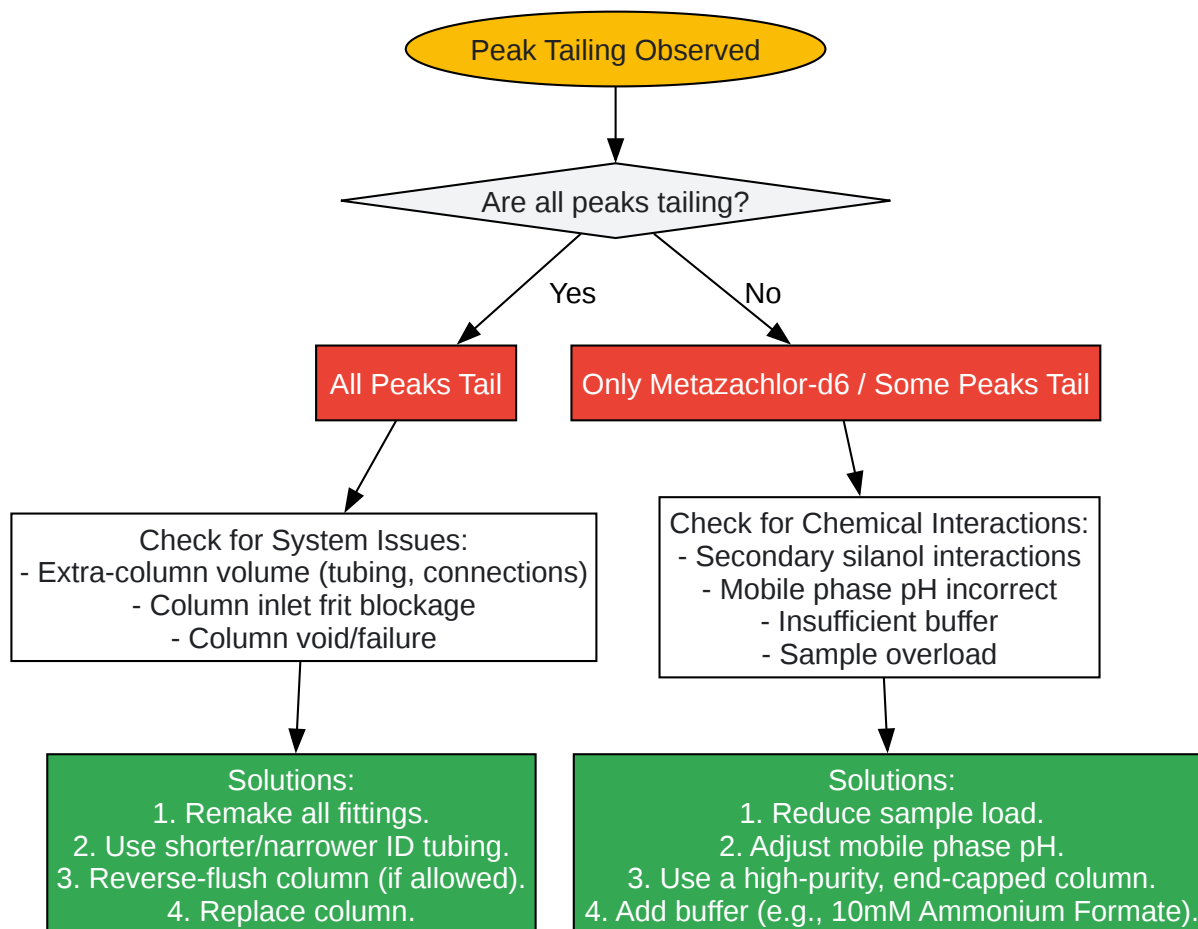 Peak Tailing Observed
Are all peaks tailing?
Yes
No
All Peaks Tail
Only Metazachlor-d6 / Some Peaks Tail
Check for System Issues:
- Extra-column volume (tubing, connections)
- Column inlet frit blockage
- Column void/failure
Check for Chemical Interactions:
- Secondary silanol interactions
- Mobile phase pH incorrect
- Insufficient buffer
- Sample overload
Solutions:
1. Remake all fittings.
2. Use shorter/narrower ID tubing.
3. Reverse-flush column (if allowed).
4. Replace column.
Solutions:
1. Reduce sample load.
2. Adjust mobile phase pH.
3. Use a high-purity, end-capped column.
4. Add buffer (e.g., 10mM Ammonium Formate).